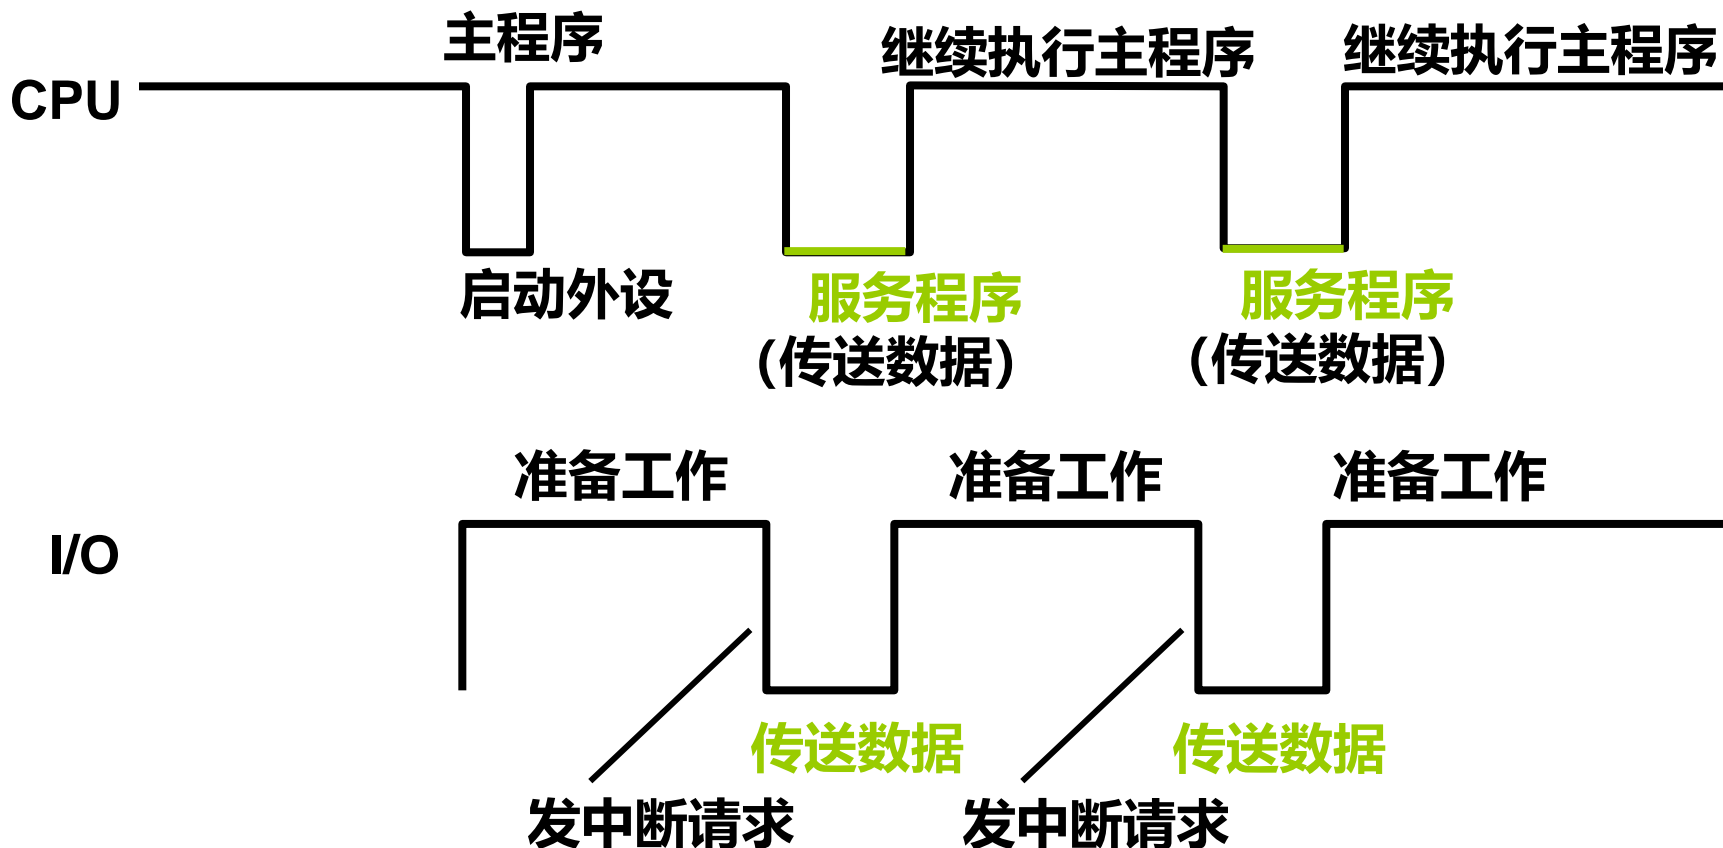 主程序
继续执行主程序
继续执行主程序
CPU
启动外设
服务程序
(传送数据)
服务程序
(传送数据)
准备工作
准备工作
准备工作
I/O
传送数据
传送数据
发中断请求
发中断请求